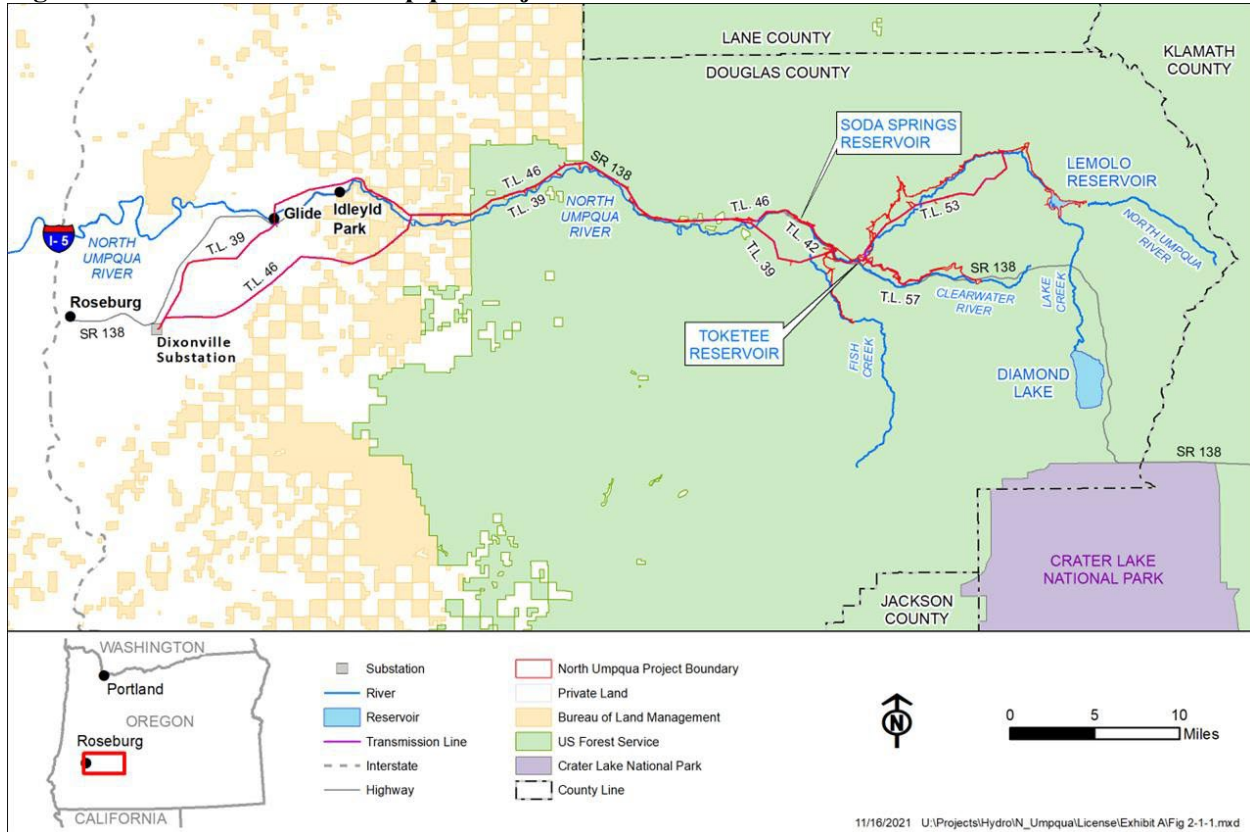 LANE COUNTY
DOUGLAS COUNTY
KLAMATH
COUNTY
SODA SPRINGS
RESERVOIR
LEMOLO
RESERVOIR
SR 138
T.L. 46
T.L. 39
NORTH
UMPQUA
RIVER
T.L. 46
T.L. 42
T.L. 39
T.L. 53
NORTH UMPQUA
RIVER
Glide
Idleyld
Park
I-5
NORTH
UMPQUA
RIVER
T.L. 39
T.L. 46
Roseburg
SR 138
Dixonville
Substation
SR 138
T.L. 57
CLEARWATER
RIVER
LAKE
CREEK
TOKETEE
RESERVOIR
FISH
CREEK
DIAMOND
LAKE
SR 138
CRATER LAKE
NATIONAL PARK
JACKSON
COUNTY
WASHINGTON
Portland
OREGON
Roseburg
CALIFORNIA
Substation
River
Reservoir
Transmission Line
Interstate
Highway
North Umpqua Project Boundary
Private Land
Bureau of Land Management
US Forest Service
Crater Lake National Park
County Line
N
0 5 10
Miles
11/16/2021 U:\Projects\Hydro\N_Umpqua\License\Exhibit A\Fig 2-1-1.mxd